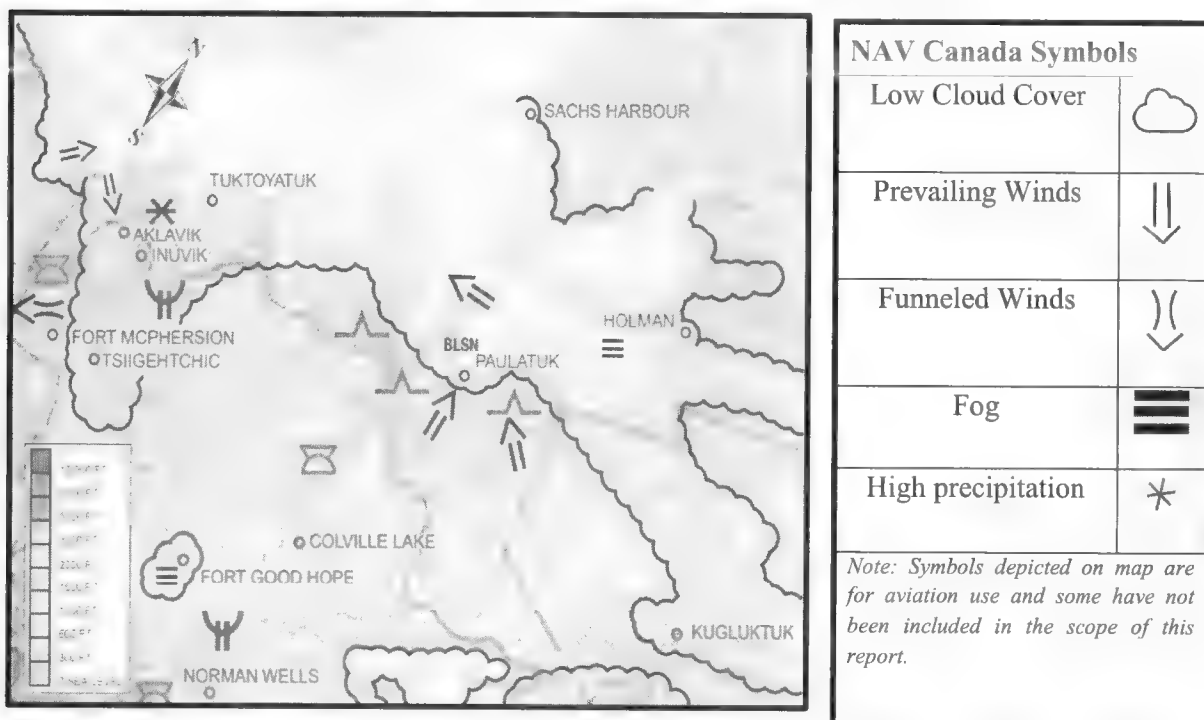 N
S
SACHS HARBOUR
TUKTOYATUK
AKLAVIK
INUVIK
HOLMAN
FORT MCPHERSION
TSIIGEHTCHIC
BLSN
PAULATUK
COLVILLE LAKE
FORT GOOD HOPE
KUGLUKTUK
NORMAN WELLS
NAV Canada Symbols
Low Cloud Cover
Prevailing Winds
Funneled Winds
Fog
High precipitation
Note: Symbols depicted on map are
for aviation use and some have not
been included in the scope of this
report.